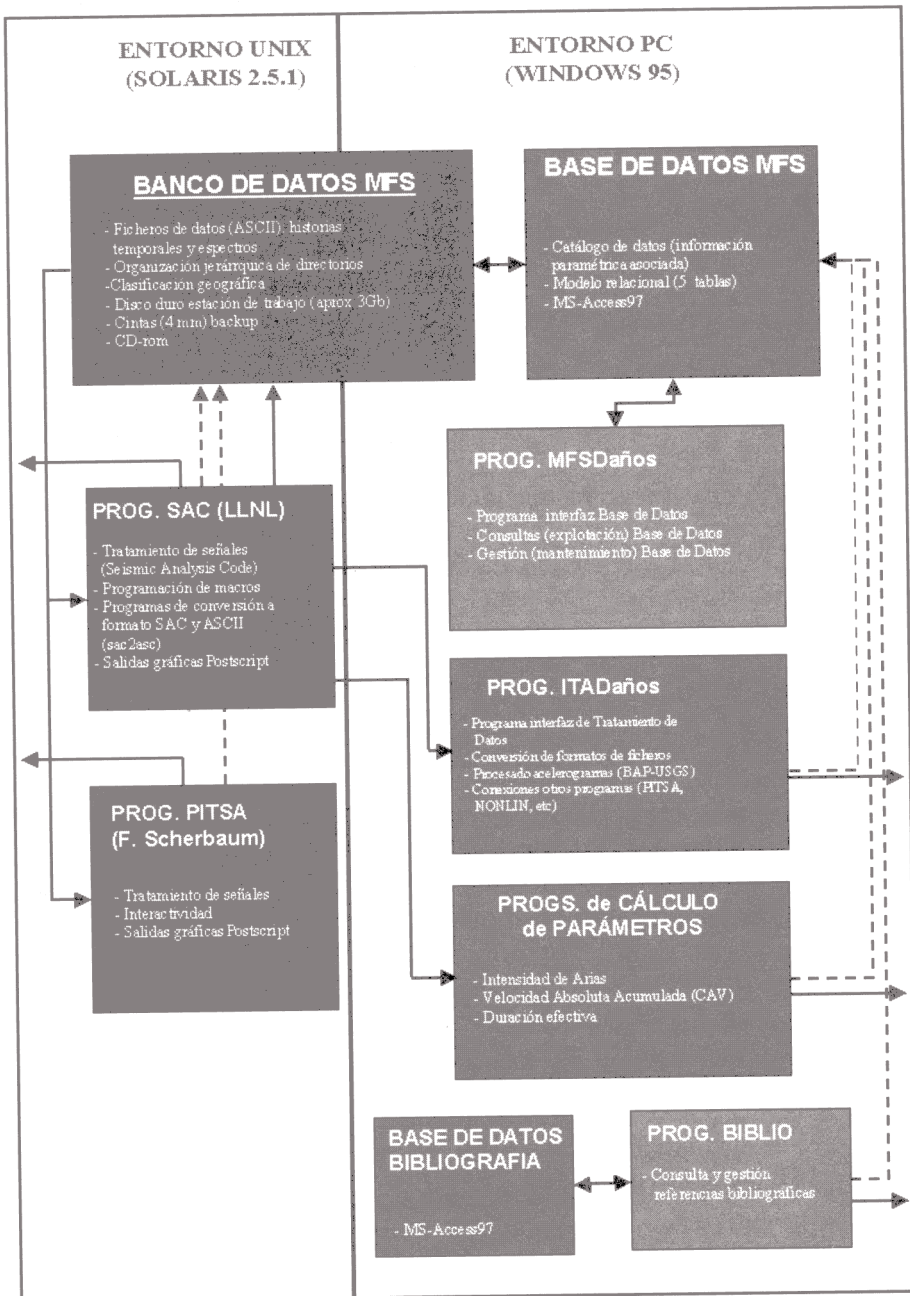 ENTORNO UNIX
(SOLARIS 2.5.1)
ENTORNO PC
(WINDOWS 95)
BANCO DE DATOS MFS
- Ficheros de datos (ASCII), historias
temporales y espectros
- Organización jerárquica de directorios
-Clasificación geográfica
- Disco duro estación de trabajo (aprox 3Gb)
- Cintas (4 mm) backup
- CD-rom
BASE DE DATOS MFS
- Catálogo de datos (información
paramétrica asociada)
- Modelo relacional (5 tablas)
- MS-Access97
PROG. MFSDaños
- Programa interfaz Base de Datos
- Consultas (explotación) Base de Datos
- Gestión (mantenimiento) Base de Datos
PROG. SAC (LLNL)
- Tratamiento de señales
(Seismic Analysis Code)
- Programación de macros
- Programas de conversión a
formato SAC y ASCII
(sac2asc)
- Salidas gráficas Postscript
PROG. ITADaños
- Programa interfaz de Tratamiento de
Datos
- Conversión de formatos de ficheros
- Procesado acelerogramas (BAP-USGS)
- Conexiones otros programas (PITSA,
NONLIN, etc)
PROG. PITSA
(F. Scherbaum)
- Tratamiento de señales
- Interactividad
- Salidas gráficas Postscript
PROGS. de CÁLCULO
de PARÁMETROS
- Intensidad de Arias
- Velocidad Absoluta Acumulada (CAV)
- Duración efectiva
BASE DE DATOS
BIBLIOGRAFIA
- MS-Access97
PROG. BIBLIO
- Consulta y gestión
referencias bibliográficas